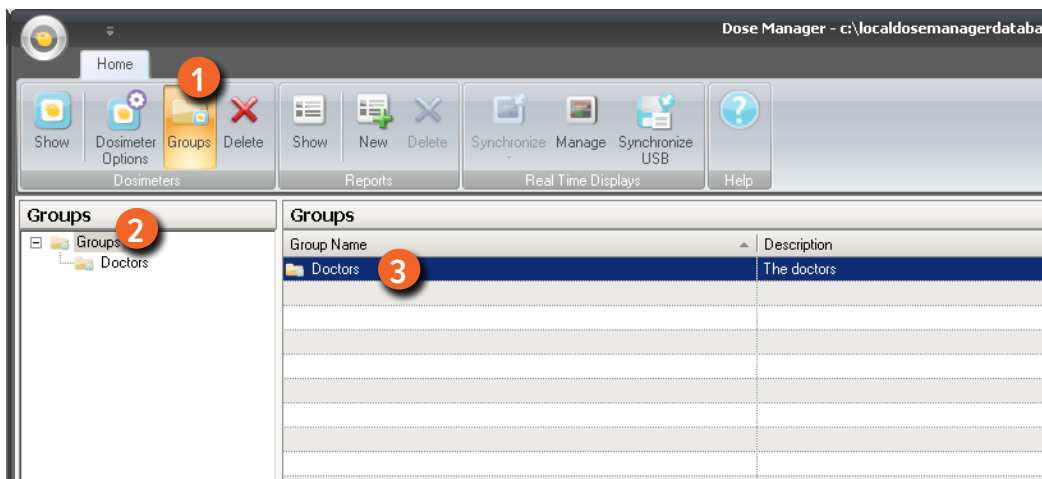 Dose Manager - c:\localdosemanagerdataba
Home
1
Show
Dosimeter Options
Groups
Delete
Show
New
Delete
Synchronize
Manage
Synchronize USB
?
Dosimeters
Reports
Real Time Displays
Help
Groups
2
Groups
Doctors
Groups
Group Name
Description
Doctors
3
The doctors